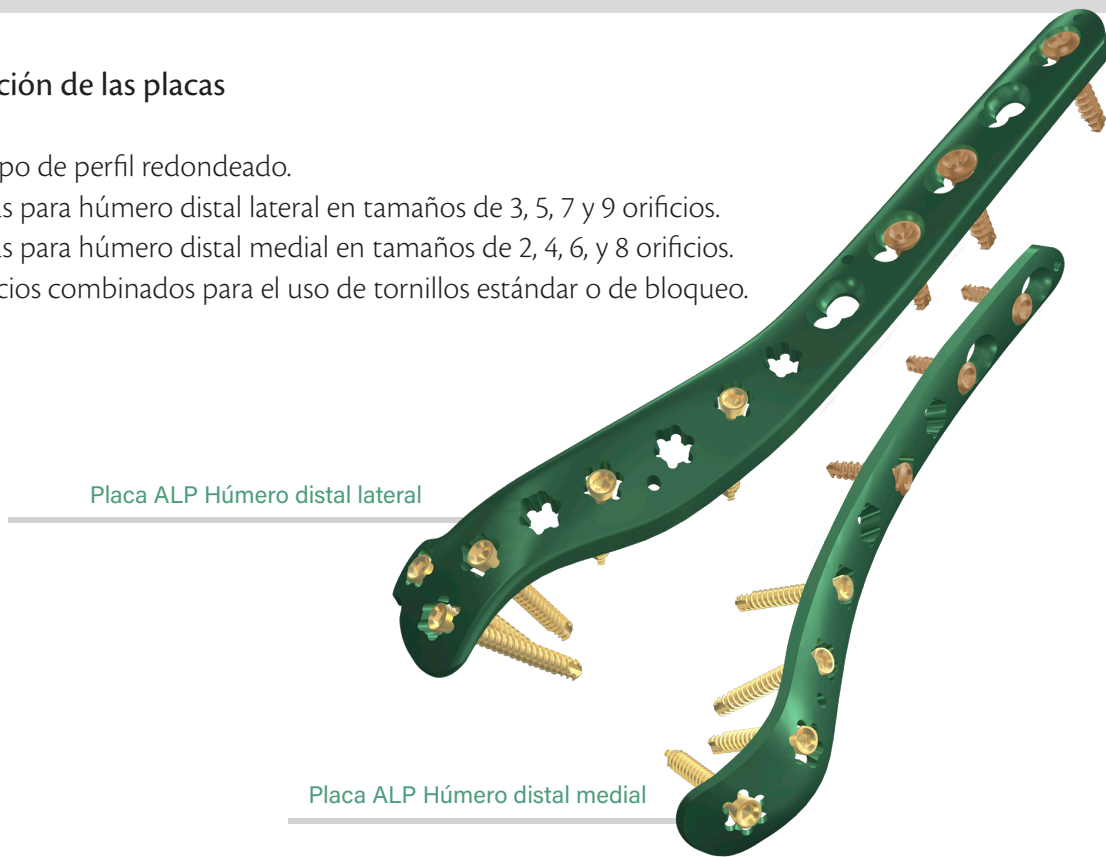 ción de las placas
po de perfil redondeado.
s para húmero distal lateral en tamaños de 3, 5, 7 y 9 orificios.
s para húmero distal medial en tamaños de 2, 4, 6, y 8 orificios.
cios combinados para el uso de tornillos estándar o de bloqueo.
Placa ALP Húmero distal lateral
Placa ALP Húmero distal medial